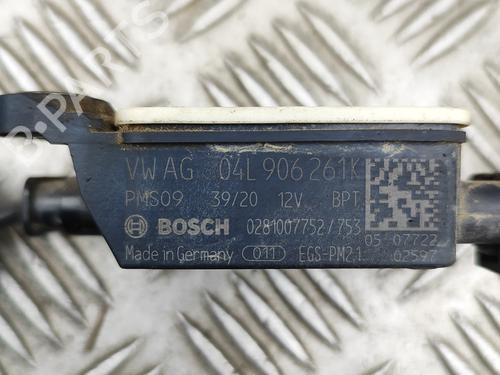 VW AG 04L 906 261K
PMS09 39/20 12V BPT
BOSCH 0281007752/753
Made in Germany 011 EGS-PM2,1
05 07722
62597
B-PARTS